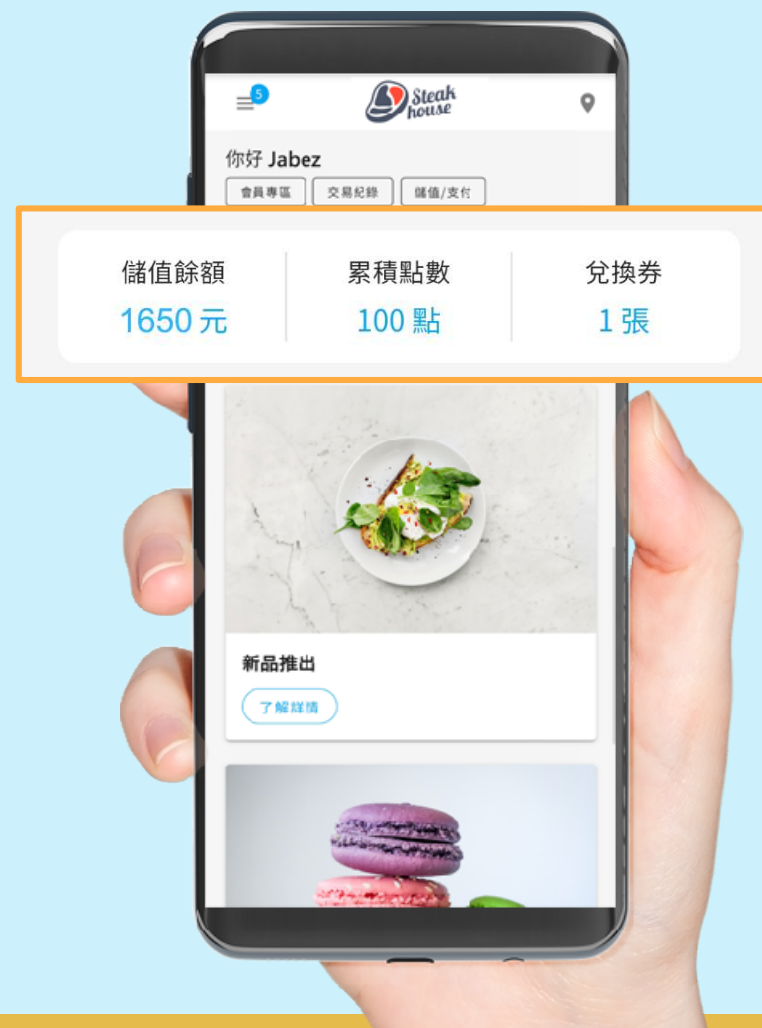 5
Steak
house
你好 Jabez
會員專區 交易紀錄 儲值/支付
儲值餘額 累積點數 兌換券
1650 元 100 點 1 張
新品推出
了解詳情